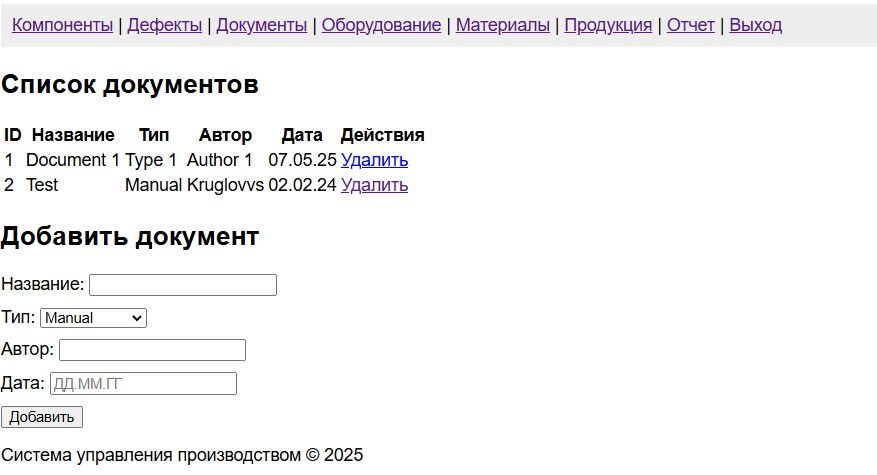 Компоненты | Дефекты | Документы | Оборудование | Материалы | Продукция | Отчет | Выход
Список документов
ID Название Тип Автор Дата Действия
1 Document 1 Type 1 Author 1 07.05.25 Удалить
2 Test Manual Kruglovvs 02.02.24 Удалить
Добавить документ
Название:
Тип: Manual
Автор:
Дата: ДД.ММ.ГГ
Добавить
Система управления производством © 2025